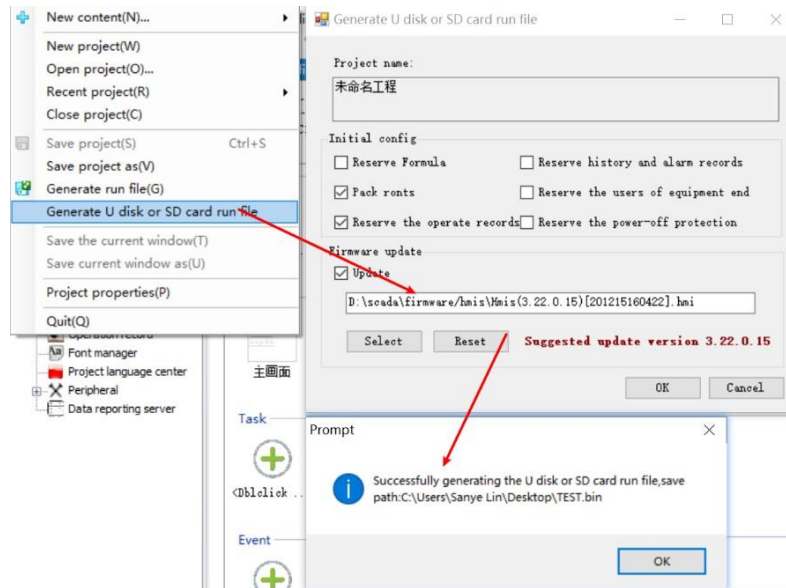 New content(N)...
New project(W)
Open project(O)...
Recent project(R)
Close project(C)
Save project(S) Ctrl+S
Save project as(V)
Generate run file(G)
Generate U disk or SD card run file
Save the current window(T)
Save current window as(U)
Project properties(P)
Quit(Q)
Operation record
Font manager
Project language center
Peripheral
Data reporting server
主画面
Task
<Dblclick ..
Event
Generate U disk or SD card run file
Project name:
未命名工程
Initial config
Reserve Formula
Reserve history and alarm records
Pack ronts
Reserve the users of equipment end
Reserve the operate records
Reserve the power-off protection
Firmware update
Update
D:\scada\firmware/hmis\Hmis(3.22.0.15)[201215160422].hmi
Select Reset Suggested update version 3.22.0.15
OK Cancel
Prompt
Successfully generating the U disk or SD card run file,save
path:C:\Users\Sanye Lin\Desktop\TEST.bin
OK